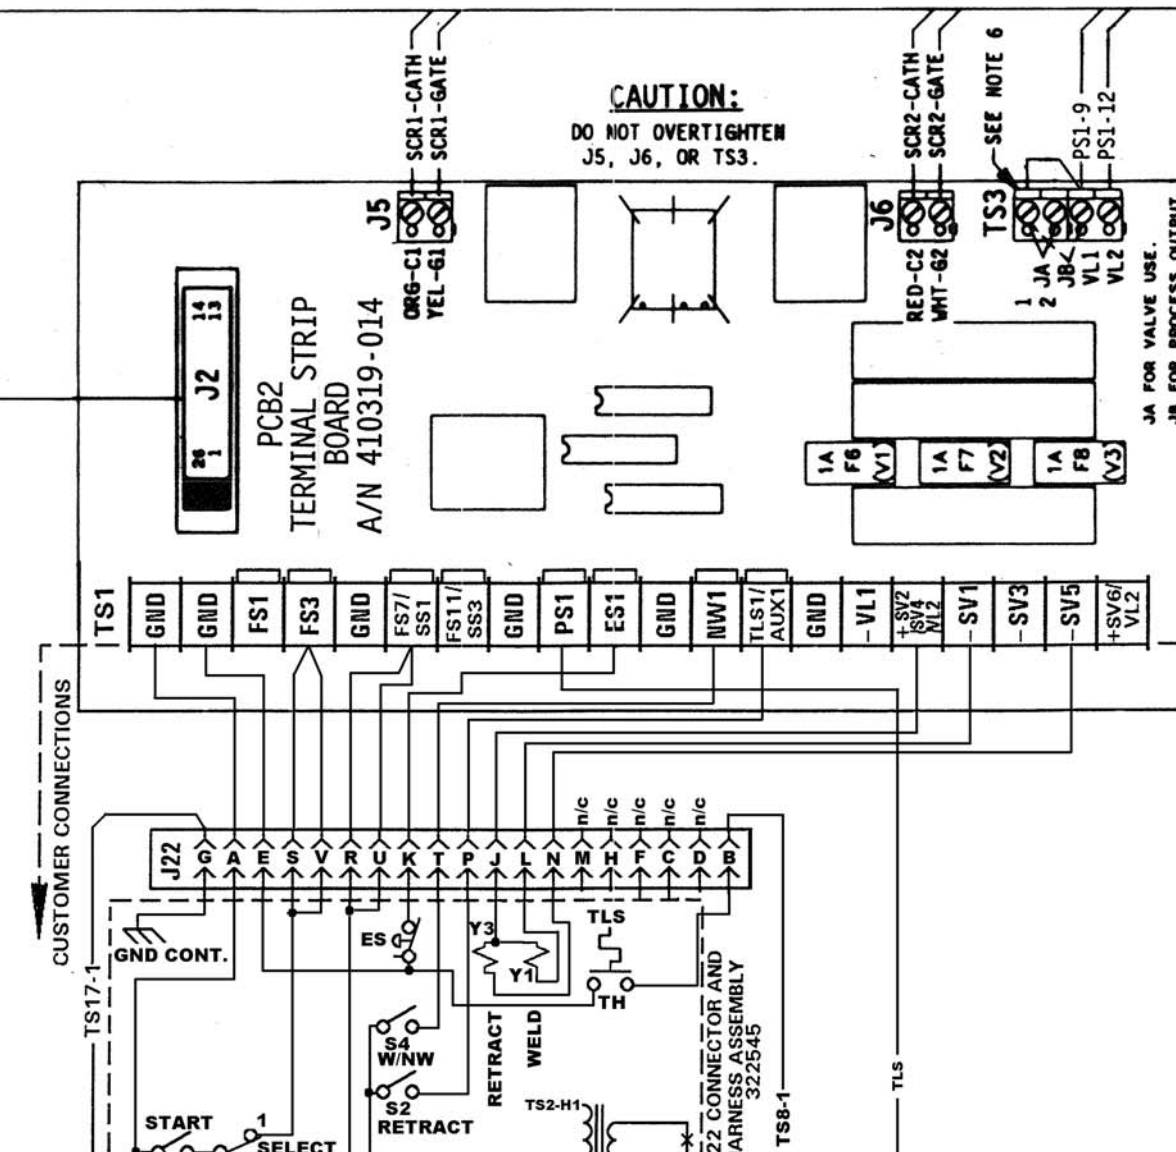 SCR1-CATH
SCR1-GATE
CAUTION:
DO NOT OVERTIGHTEN
J5, J6, OR TS3.
SCR2-CATH
SCR2-GATE
SEE NOTE 6
PS1-9
PS1-12
J5
ORG-C1
YEL-G1
J6
RED-C2
WHT-G2
TS3
1
2
JA
JB
VL1
VL2
JA FOR VALVE USE.
JB FOR PROCESS OUTPUT
14
13
J2
26
1
PCB2
TERMINAL STRIP
BOARD
A/N 410319-014
1A
F6
(V1)
1A
F7
(V2)
1A
F8
(V3)
TS1
GND
GND
FS1
FS3
GND
FS7/
SS1
FS11/
SS3
GND
PS1
ES1
GND
NW1
TLS1/
AUX1
GND
-VL1
+SV2
/SV4
/VL2
-SV1
-SV3
-SV5
+SV6/
VL2
CUSTOMER CONNECTIONS
J22
G A E S V R U K T P J L N M H F C D B
n/c
n/c
n/c
n/c
n/c
TS17-1
GND CONT.
ES
Y3
Y1
TLS
TH
S4
W/NW
S2
RETRACT
RETRACT
WELD
TS2-H1
22 CONNECTOR AND
ARNESS ASSEMBLY
322545
TS8-1
TLS
START
1
SELECT